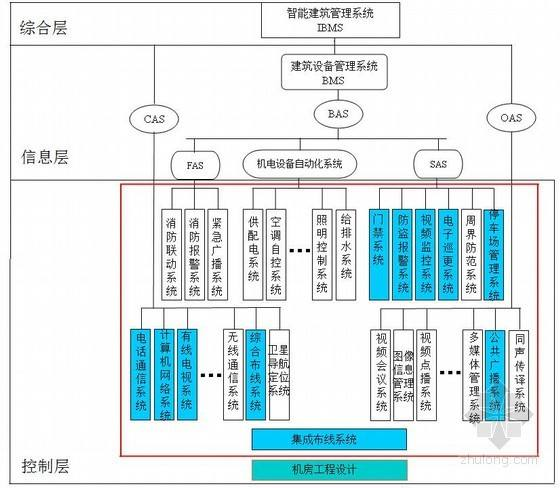 综合层
智能建筑管理系统
IBMS
建筑设备管理系统
BMS
CAS
BAS
OAS
信息层
FAS
机电设备自动化系统
SAS
消防联动系统
消防报警系统
紧急广播系统
供配电系统
空调自控系统
照明控制系统
给排水系统
门禁系统
防盗报警系统
视频监控系统
电子巡更系统
周界防范系统
停车场管理系统
电话通信系统
计算机网络系统
有线电视系统
无线通信系统
综合布线系统
卫星导航定位系统
视频会议系统
图像信息管理系统
视频点播系统
多媒体管理系统
公共广播系统
同声传译系统
集成布线系统
控制层
机房工程设计
zhulong.com